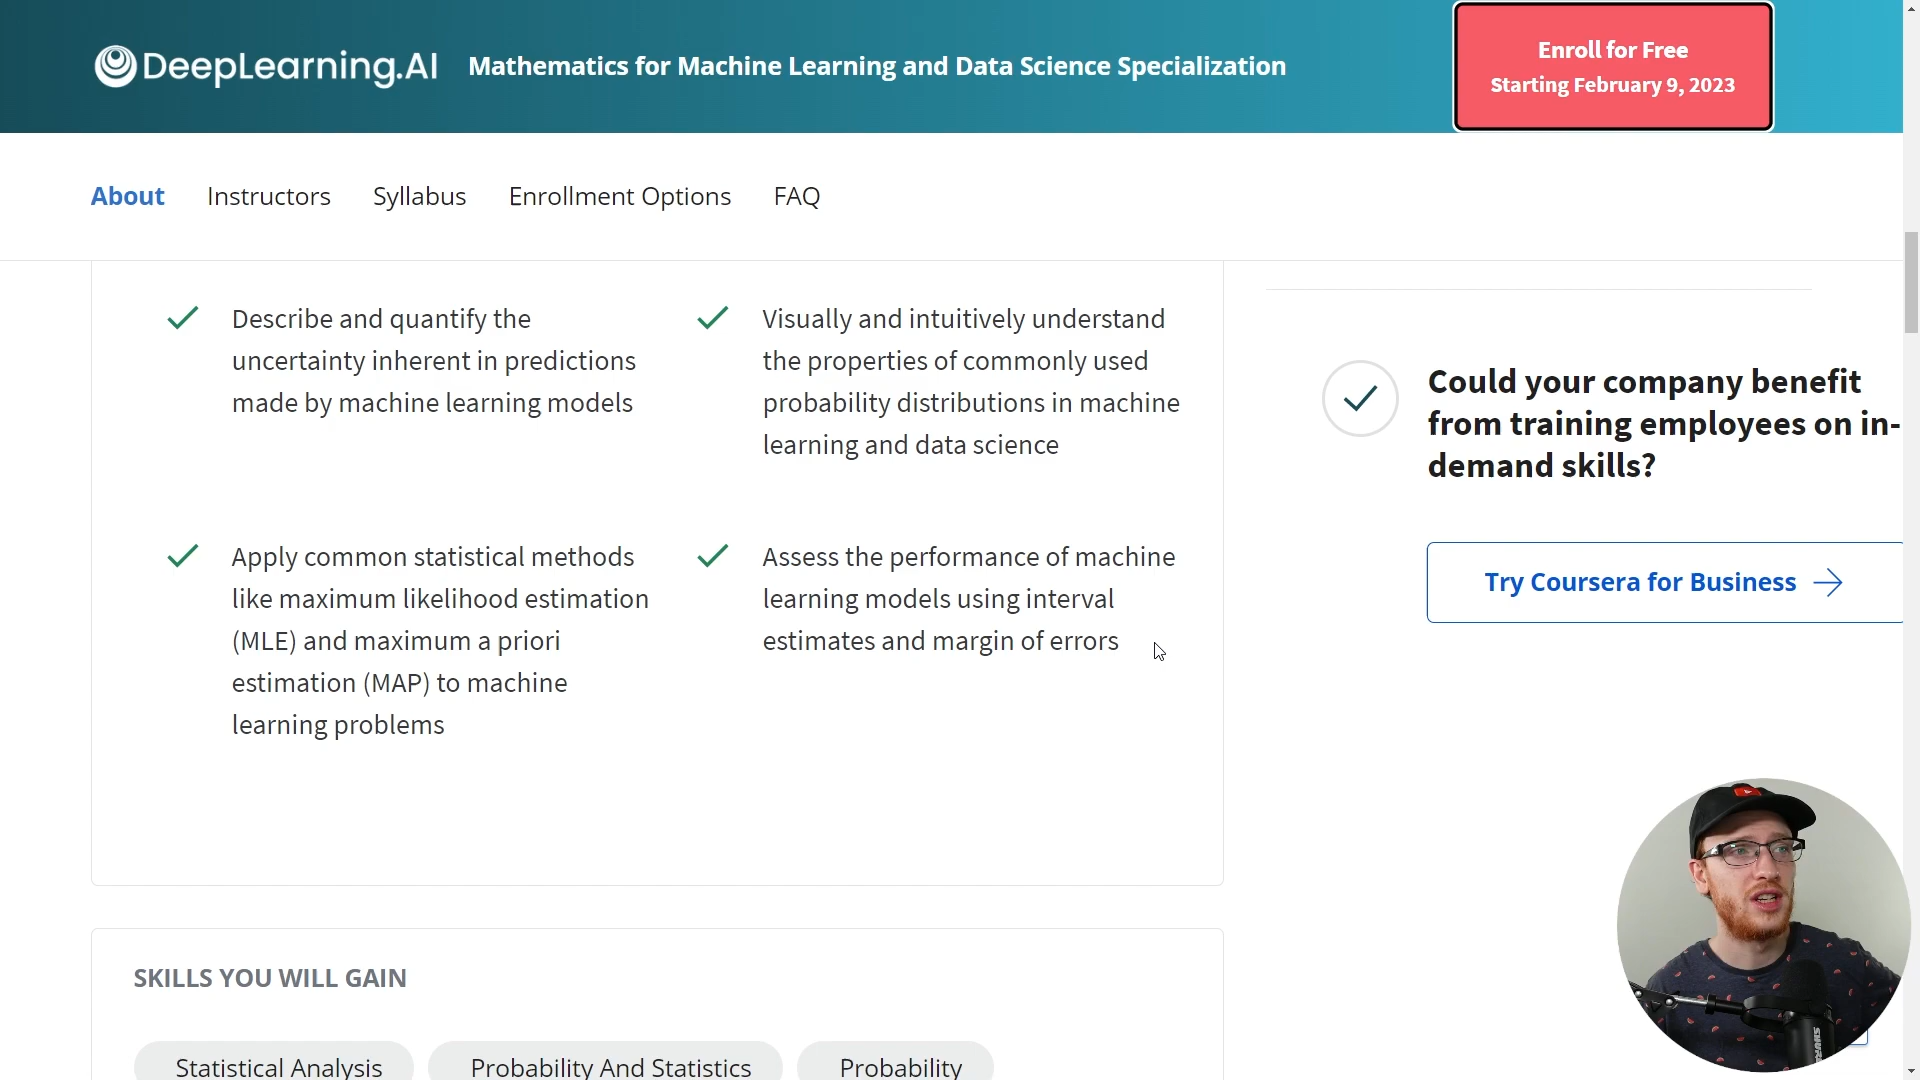 DeepLearning.AI
Mathematics for Machine Learning and Data Science Specialization
Enroll for Free
Starting February 9, 2023
About
Instructors
Syllabus
Enrollment Options
FAQ
Describe and quantify the
uncertainty inherent in predictions
made by machine learning models
Visually and intuitively understand
the properties of commonly used
probability distributions in machine
learning and data science
Apply common statistical methods
like maximum likelihood estimation
(MLE) and maximum a priori
estimation (MAP) to machine
learning problems
Assess the performance of machine
learning models using interval
estimates and margin of errors
Could your company benefit
from training employees on in-
demand skills?
Try Coursera for Business
SKILLS YOU WILL GAIN
Statistical Analysis
Probability And Statistics
Probability
SHURE